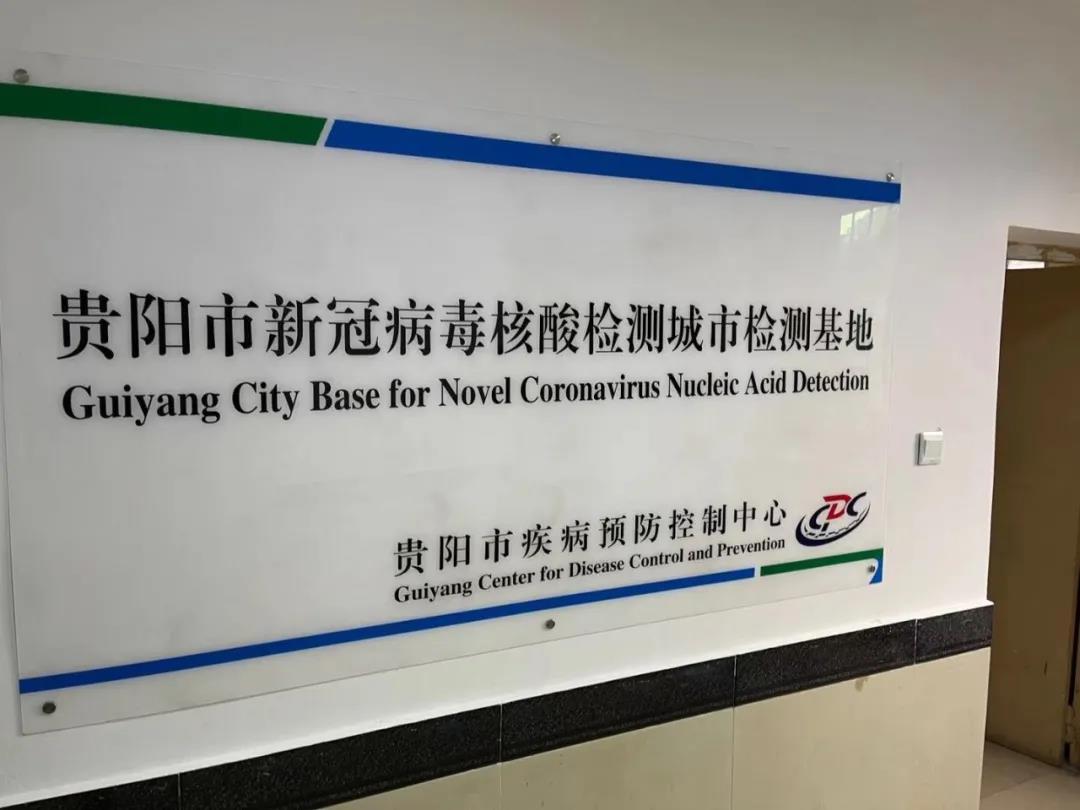 贵阳市新冠病毒核酸检测城市检测基地
Guiyang City Base for Novel Coronavirus Nucleic Acid Detection
贵阳市疾病预防控制中心
Guiyang Center for Disease Control and Prevention
CDC